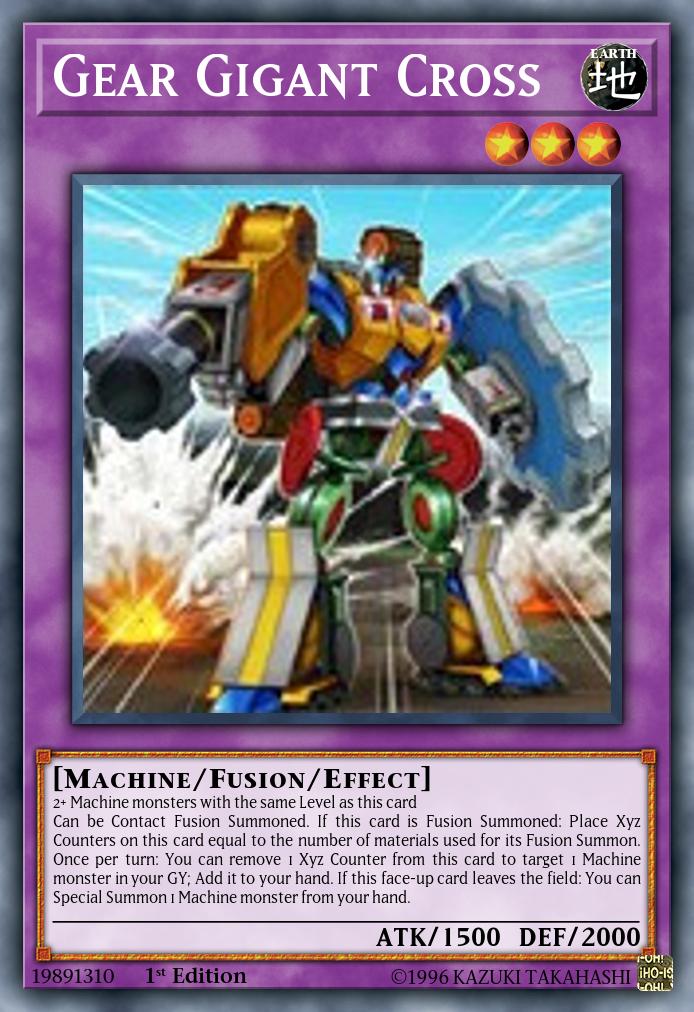 Gear Gigant Cross
EARTH
地
[Machine/Fusion/Effect]
2+ Machine monsters with the same Level as this card
Can be Contact Fusion Summoned. If this card is Fusion Summoned: Place Xyz
Counters on this card equal to the number of materials used for its Fusion Summon.
Once per turn: You can remove 1 Xyz Counter from this card to target 1 Machine
monster in your GY; Add it to your hand. If this face-up card leaves the field: You can
Special Summon 1 Machine monster from your hand.
ATK/1500 DEF/2000
19891310 1st Edition ©1996 KAZUKI TAKAHASHI